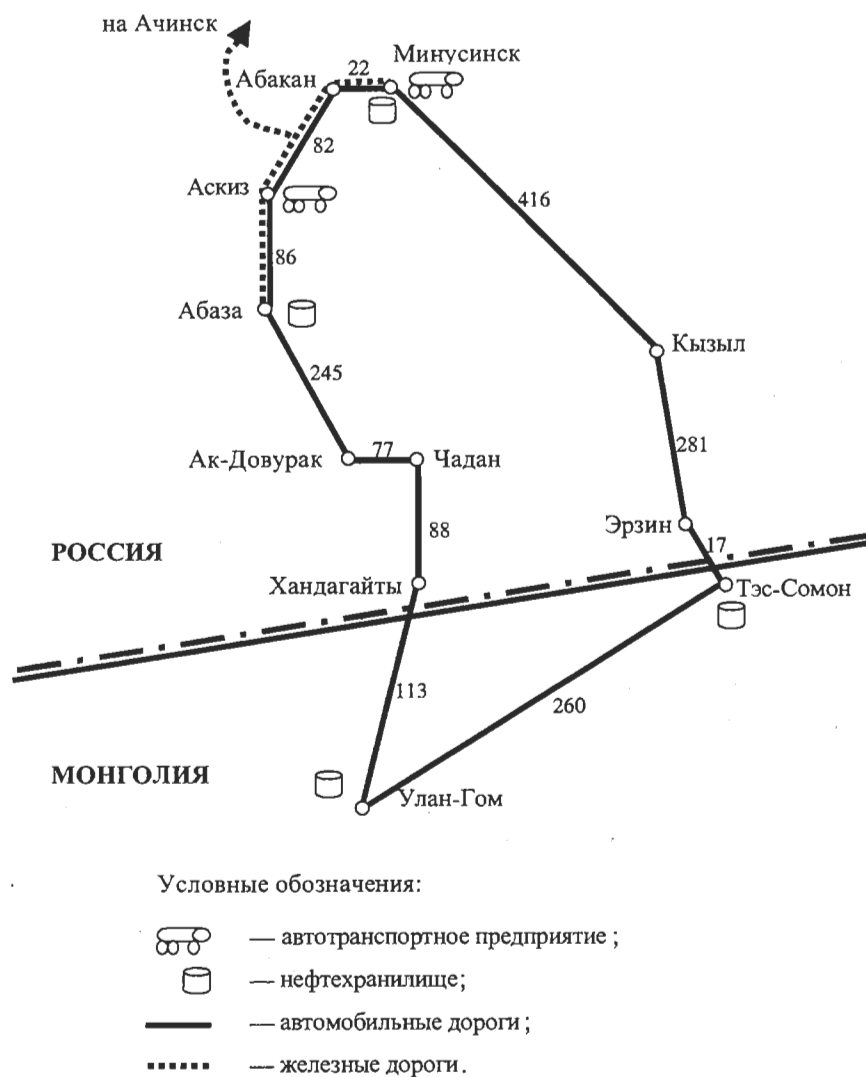 на Ачинск
Минусинск
22
Абакан
82
Аскиз
416
86
Абаза
Кызыл
245
281
Ак-Довурак
77
Чадан
Эрзин
88
17
РОССИЯ
Хандагайты
Тэс-Сомон
113
260
МОНГОЛИЯ
Улан-Гом
Условные обозначения:
— автотранспортное предприятие ;
— нефтехранилище;
— автомобильные дороги ;
— железные дороги .